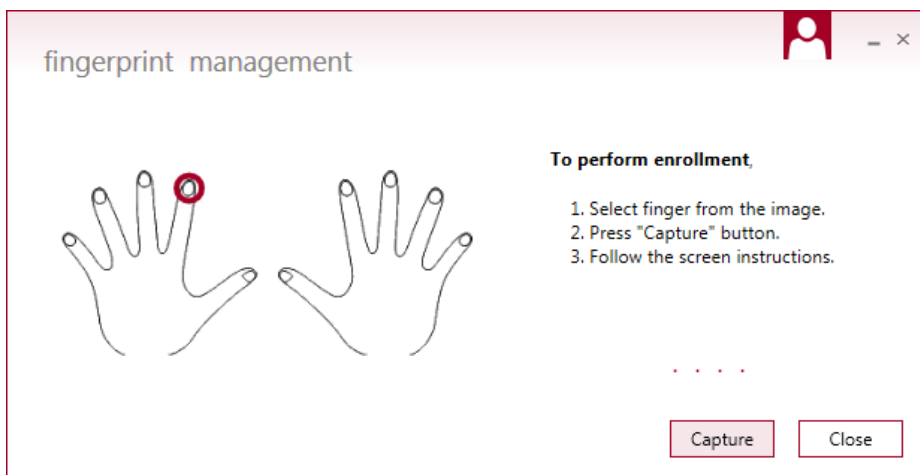 fingerprint management
To perform enrollment,
1. Select finger from the image.
2. Press "Capture" button.
3. Follow the screen instructions.
. . . .
Capture
Close